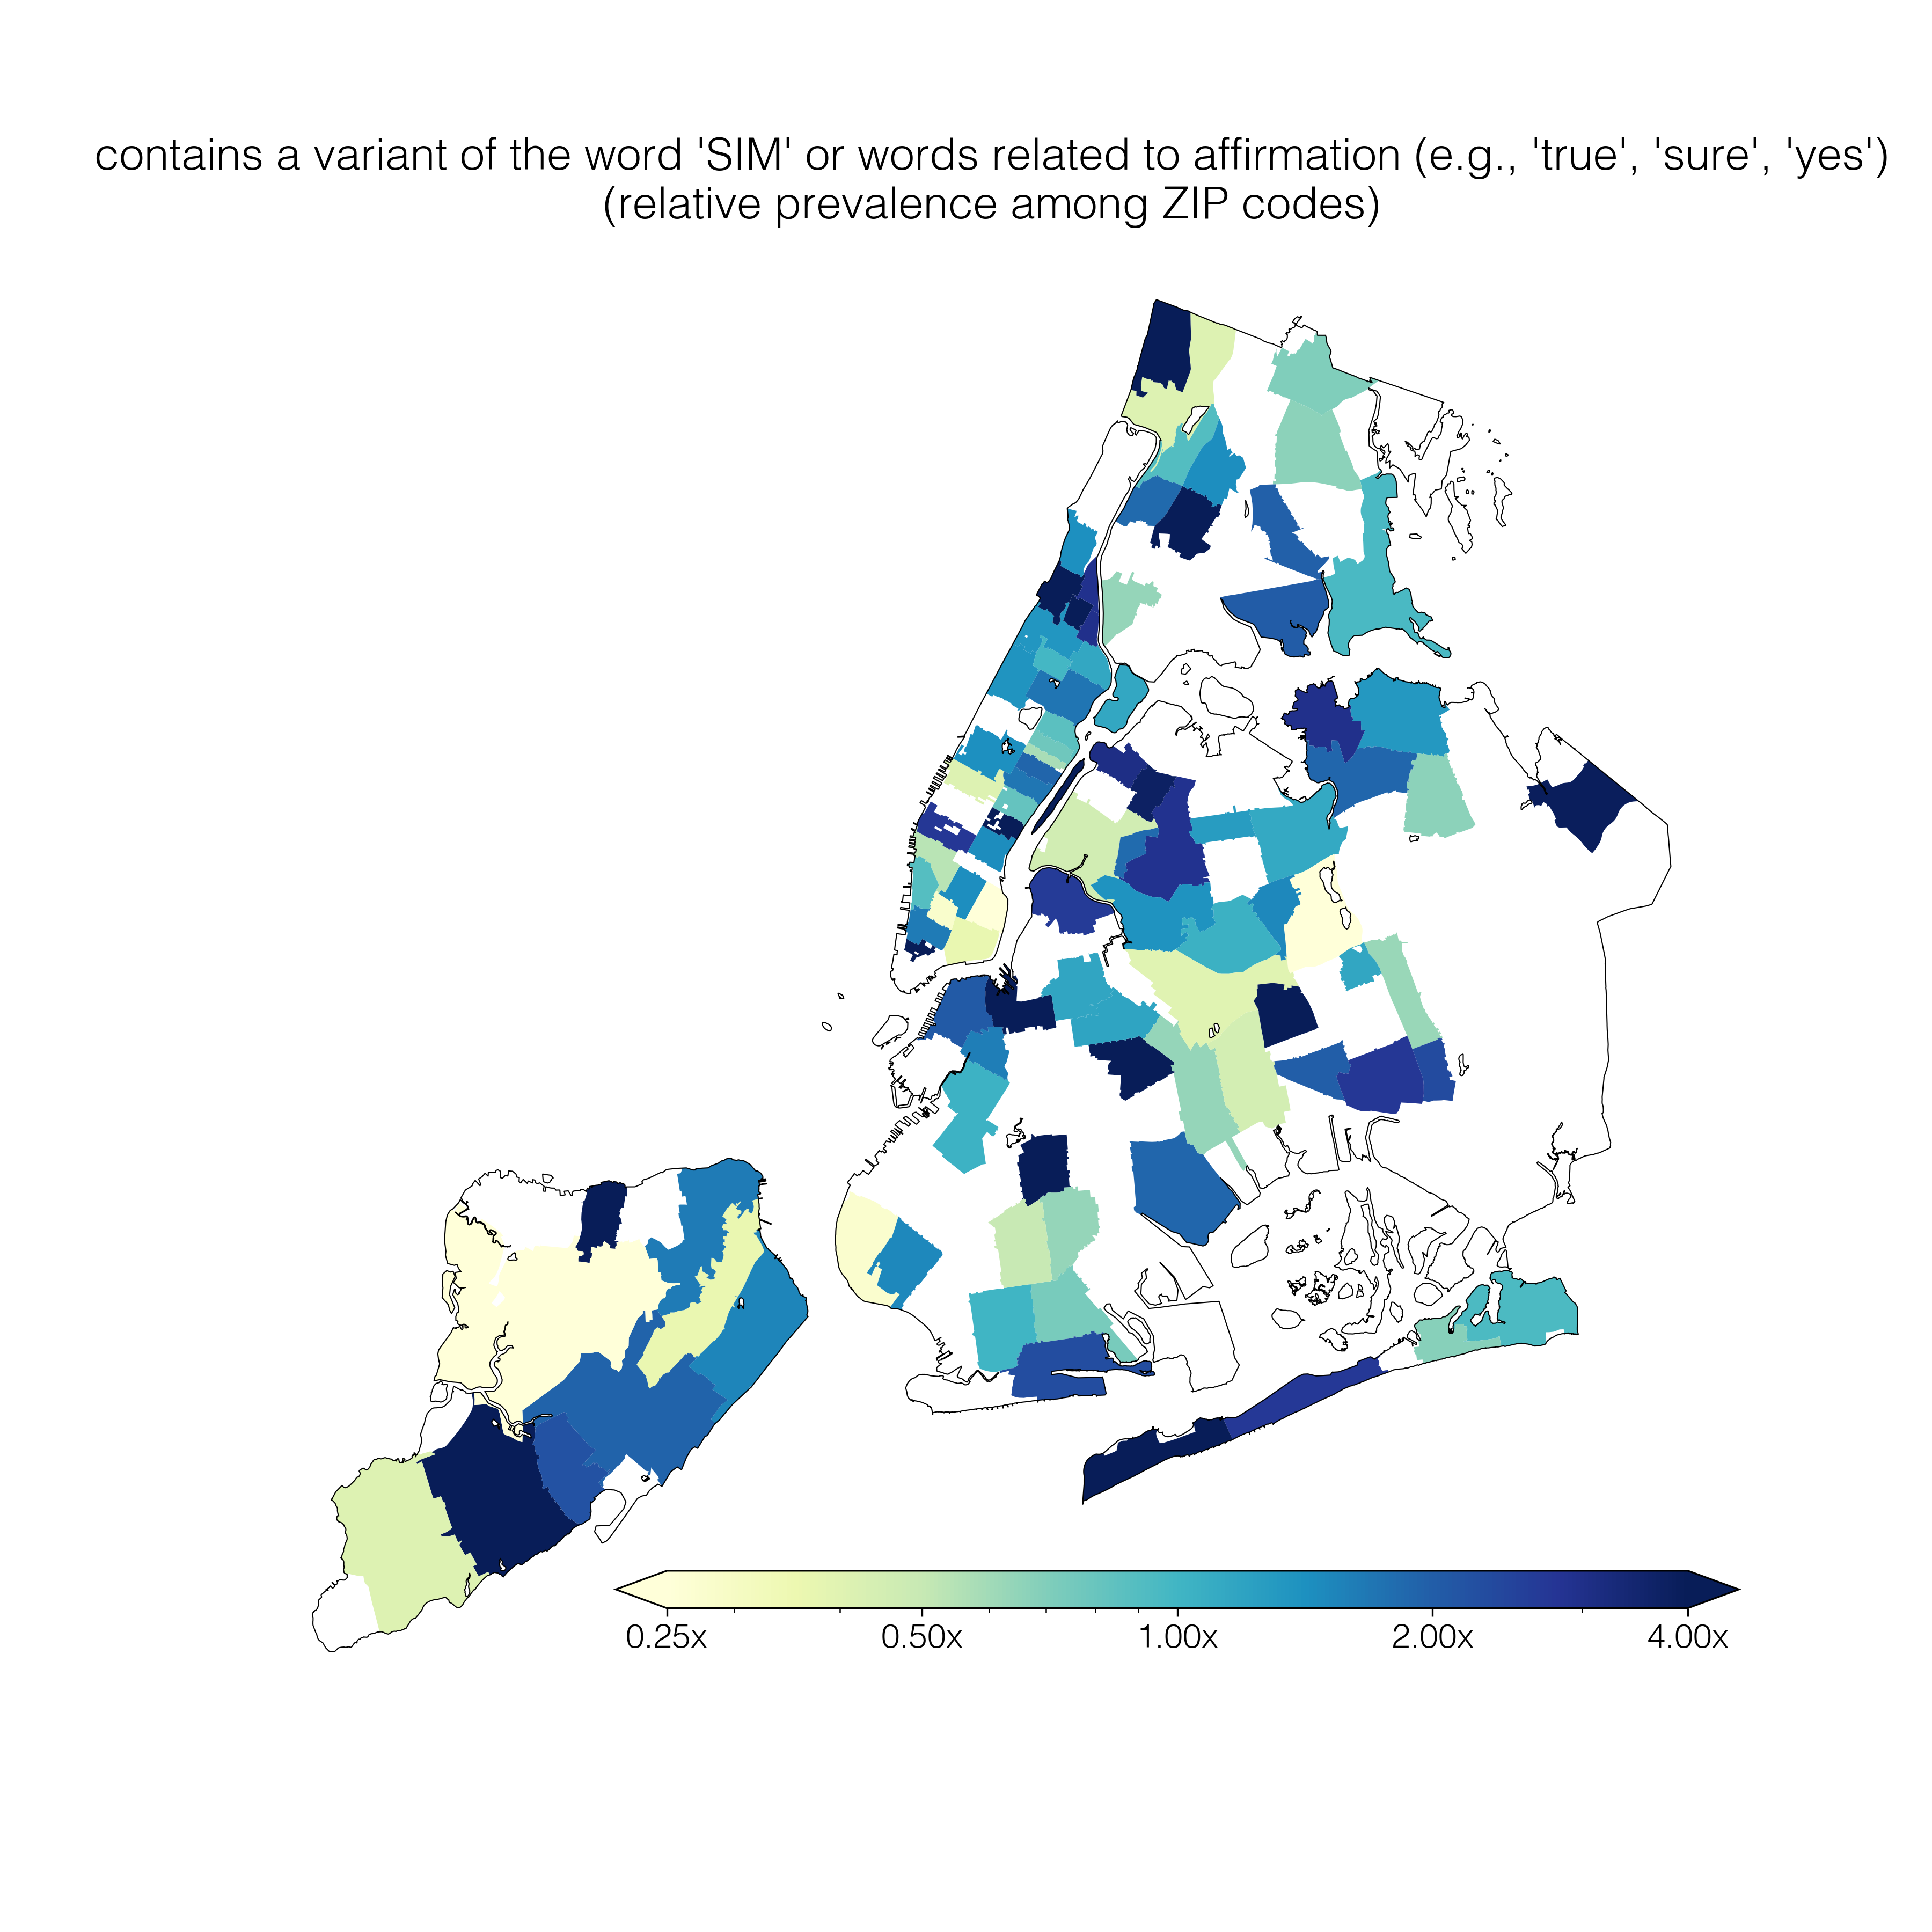 contains a variant of the word 'SIM' or words related to affirmation (e.g., 'true', 'sure', 'yes')
(relative prevalence among ZIP codes)
0.25x 0.50x 1.00x 2.00x 4.00x